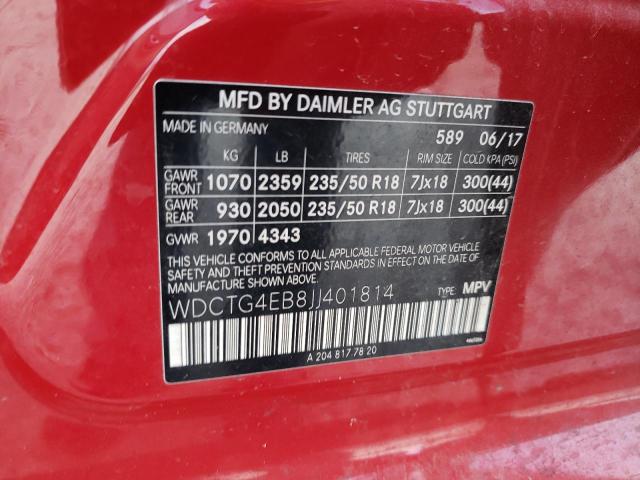 MFD BY DAIMLER AG STUTTGART
MADE IN GERMANY 589 06/17
KG LB TIRES RIM SIZE COLD KPA (PSI)
GAWR FRONT 1070 2359 235/50 R18 7Jx18 300(44)
GAWR REAR 930 2050 235/50 R18 7Jx18 300(44)
GVWR 1970 4343
THIS VEHICLE CONFORMS TO ALL APPLICABLE FEDERAL MOTOR VEHICLE
SAFETY AND THEFT PREVENTION STANDARDS IN EFFECT ON THE DATE OF
MANUFACTURE SHOWN ABOVE.
WDCTG4EB8JJ401814 TYPE: MPV
A 204 817 78 20